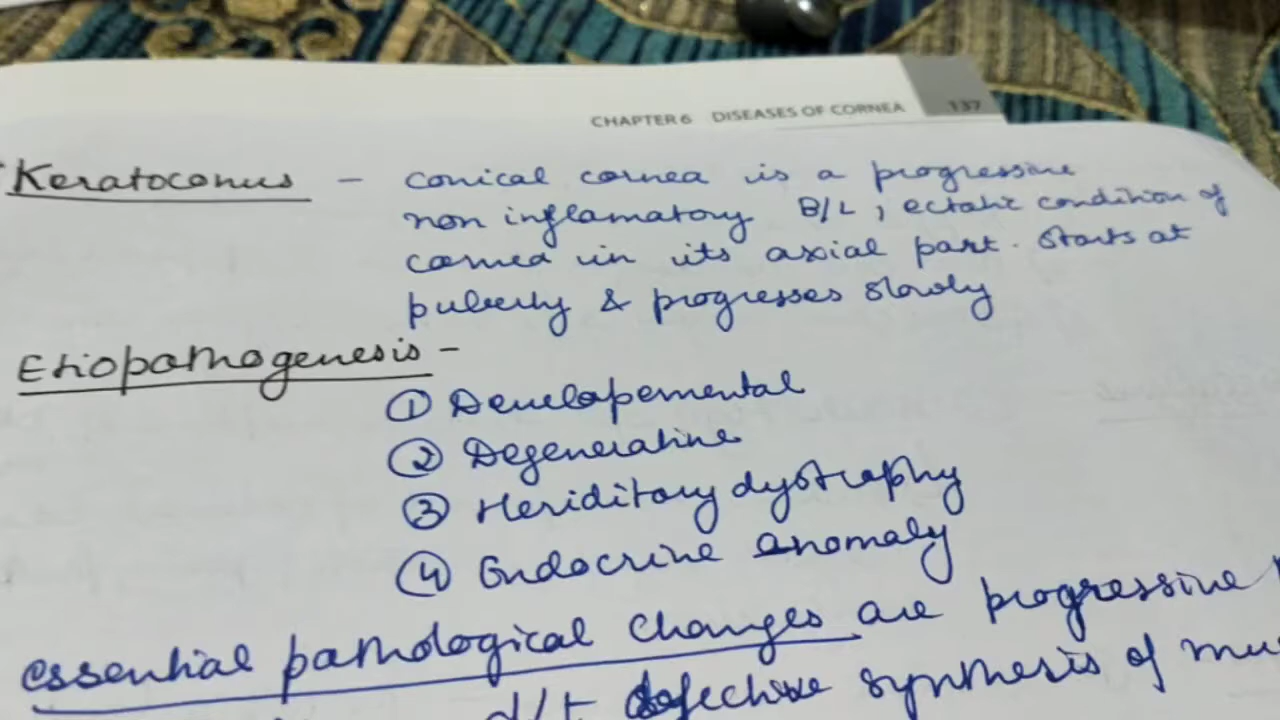 CHAPTER 6 DISEASES OF CORNEA 137
Keratoconus - conical cornea is a progressive
non inflamatory B/L, ectatic condition of
cornea in its axial part. Starts at
puberty & progresses slowly
Etiopathogenesis -
① Developemental
② Degenerative
③ Heriditary dystrophy
④ Endocrine anomaly
essential pathological changes are progressive
d/t defective synthesis of